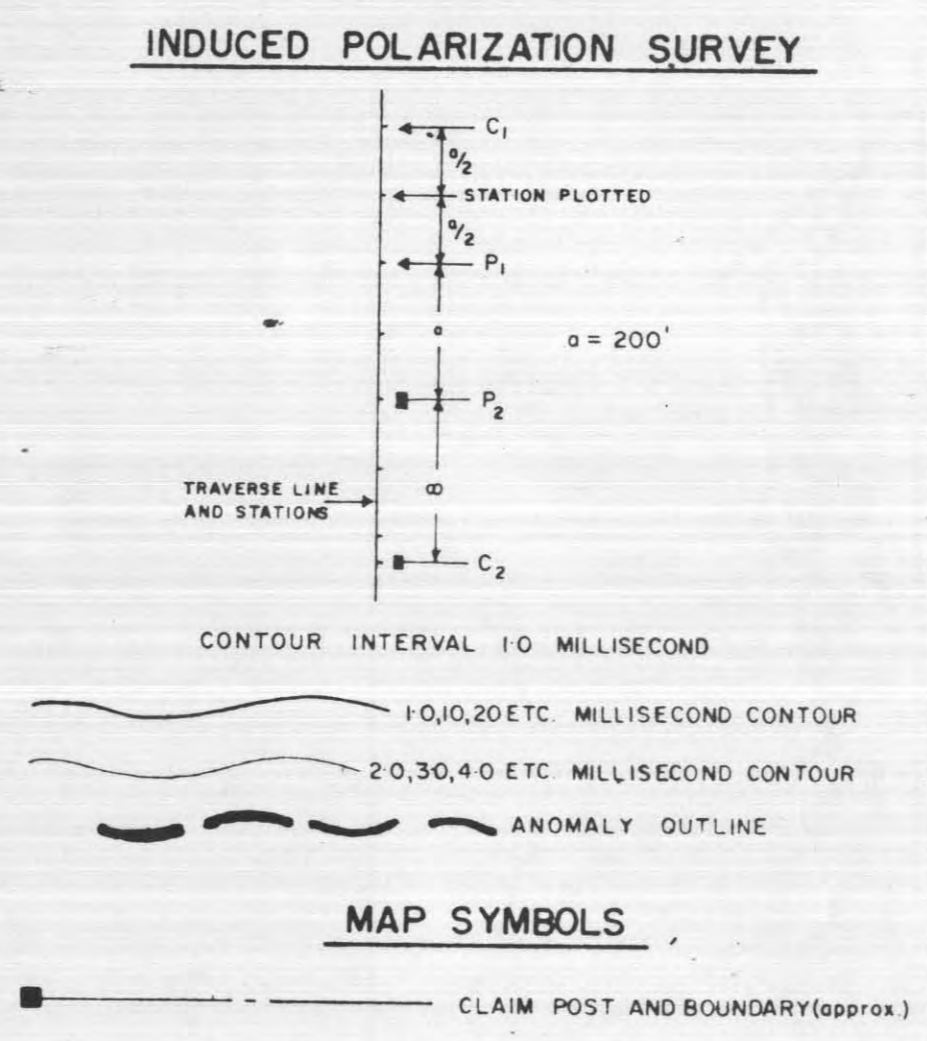 INDUCED POLARIZATION SURVEY
C1
a/2
STATION PLOTTED
a/2
P1
a
a = 200'
P2
TRAVERSE LINE
AND STATIONS
∞
C2
CONTOUR INTERVAL 1·0 MILLISECOND
1·0,10,20 ETC. MILLISECOND CONTOUR
2·0,3·0,4·0 ETC. MILLISECOND CONTOUR
ANOMALY OUTLINE
MAP SYMBOLS
CLAIM POST AND BOUNDARY (approx.)